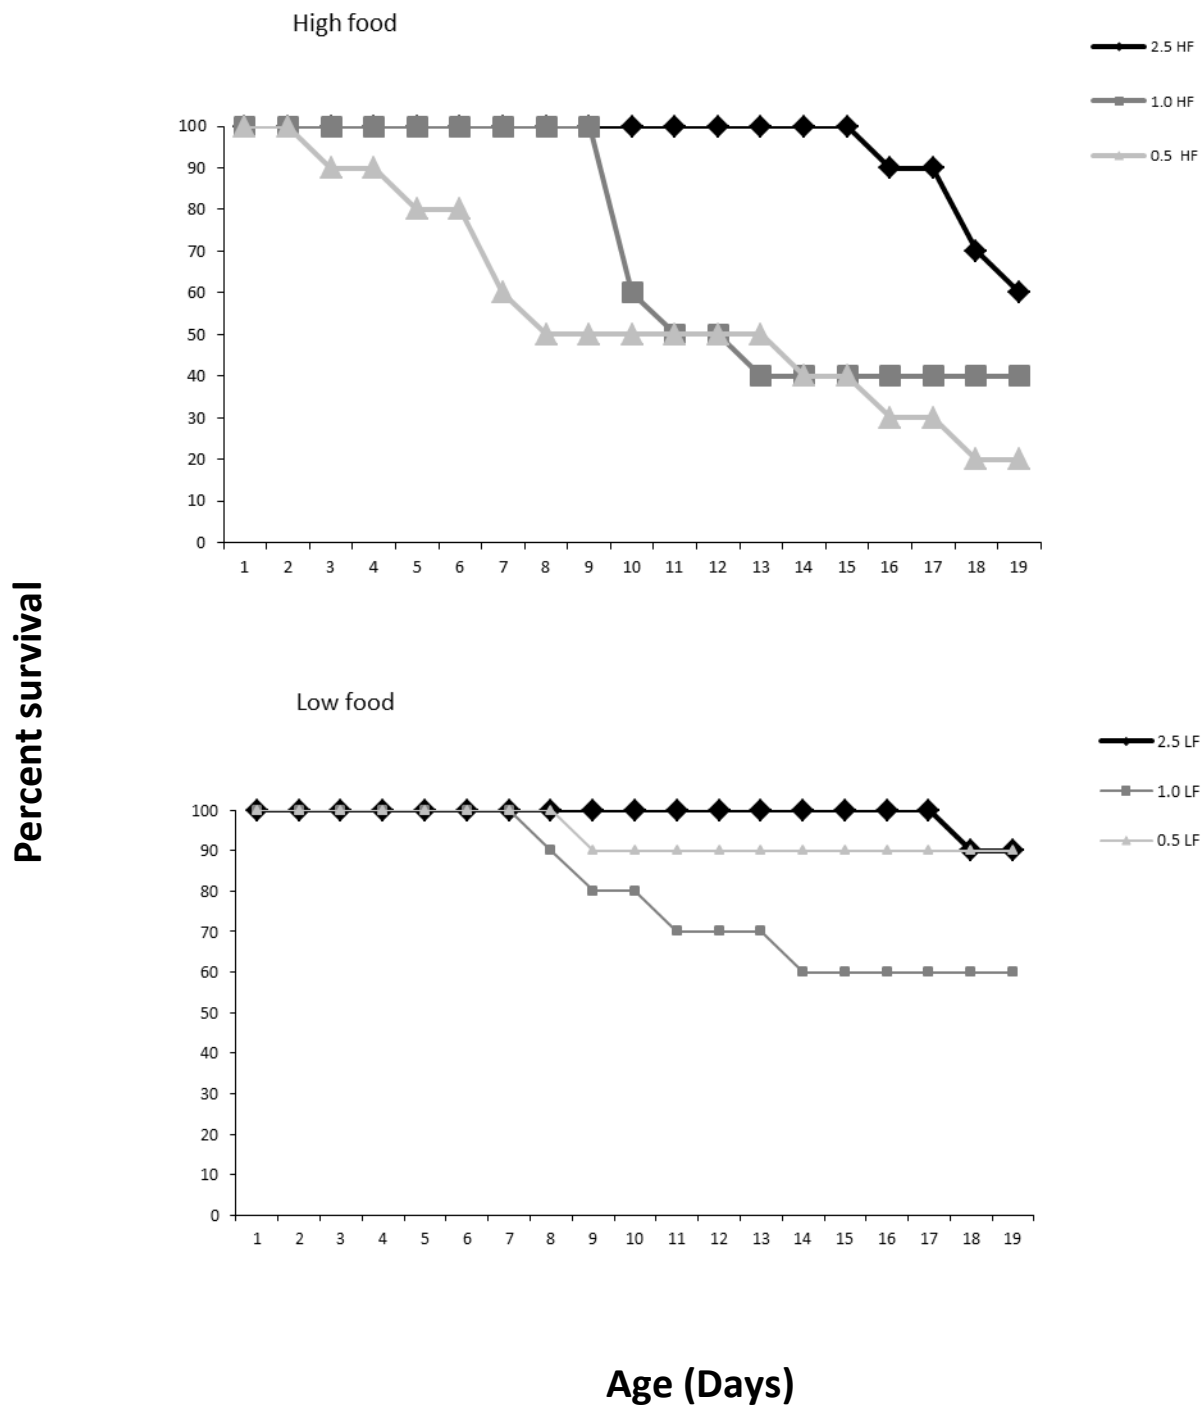 High food
2.5 HF
1.0 HF
0.5 HF
100
90
80
70
60
50
40
30
20
10
0
1 2 3 4 5 6 7 8 9 10 11 12 13 14 15 16 17 18 19
Percent survival
Low food
2.5 LF
1.0 LF
0.5 LF
100
90
80
70
60
50
40
30
20
10
0
1 2 3 4 5 6 7 8 9 10 11 12 13 14 15 16 17 18 19
Age (Days)